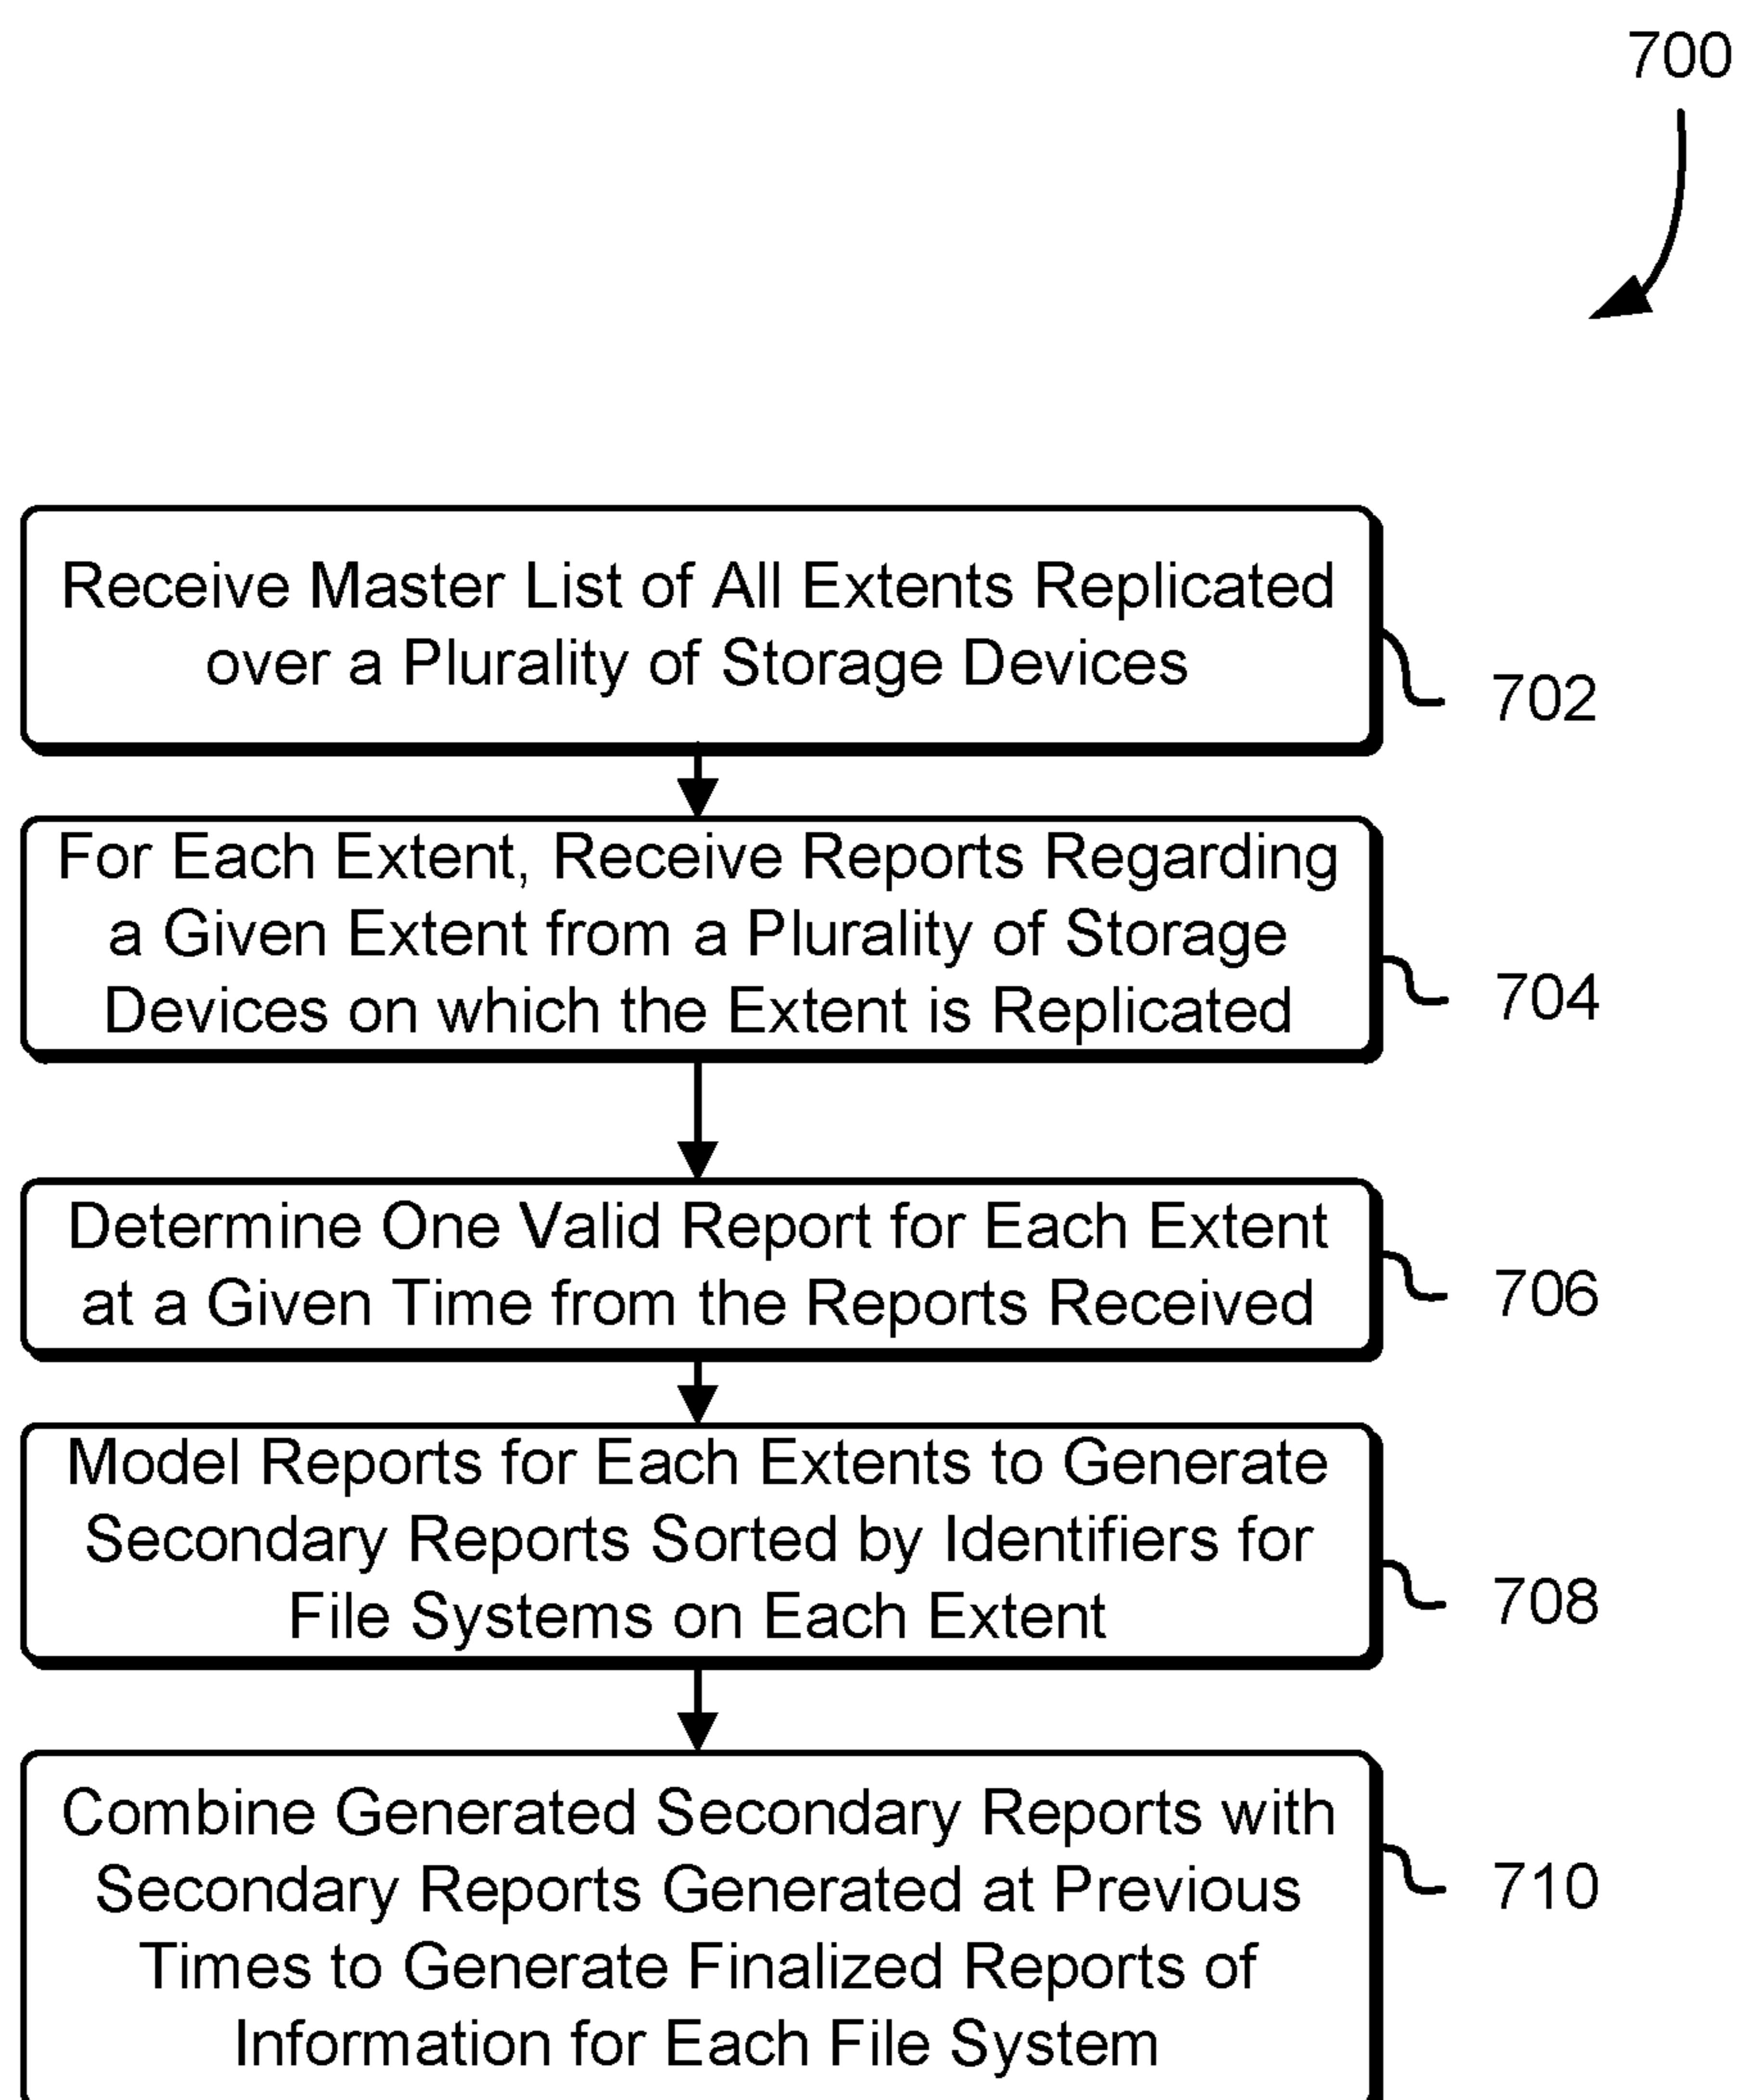 700
Receive Master List of All Extents Replicated
over a Plurality of Storage Devices
702
For Each Extent, Receive Reports Regarding
a Given Extent from a Plurality of Storage
Devices on which the Extent is Replicated
704
Determine One Valid Report for Each Extent
at a Given Time from the Reports Received
706
Model Reports for Each Extents to Generate
Secondary Reports Sorted by Identifiers for
File Systems on Each Extent
708
Combine Generated Secondary Reports with
Secondary Reports Generated at Previous
Times to Generate Finalized Reports of
Information for Each File System
710